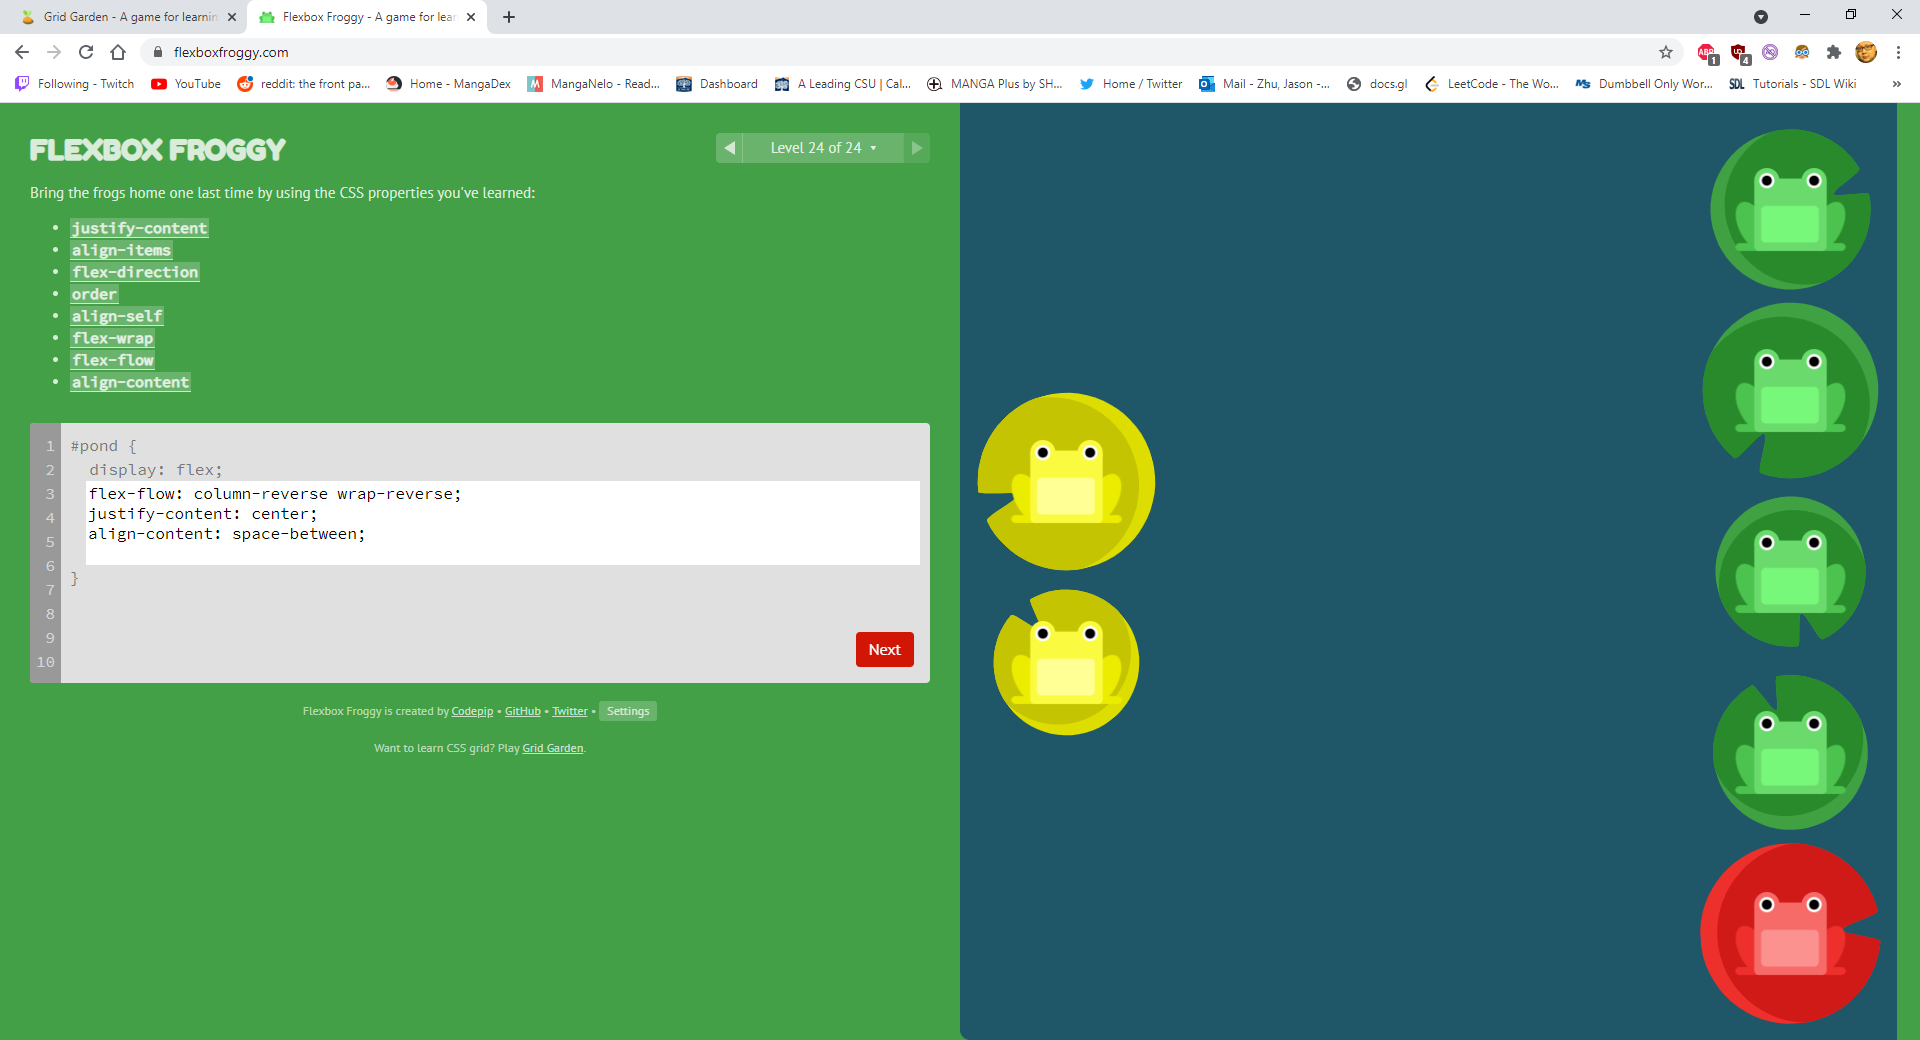 Grid Garden - A game for learnin
Flexbox Froggy - A game for lear
flexboxfroggy.com
ABP
1
4
Following - Twitch
YouTube
reddit: the front pa...
Home - MangaDex
MangaNelo - Read...
Dashboard
A Leading CSU | Cal...
MANGA Plus by SH...
Home / Twitter
Mail - Zhu, Jason -...
docs.gl
LeetCode - The Wo...
Dumbbell Only Wor...
SDL
Tutorials - SDL Wiki
»
FLEXBOX FROGGY
Level 24 of 24
Bring the frogs home one last time by using the CSS properties you've learned:
• justify-content
• align-items
• flex-direction
• order
• align-self
• flex-wrap
• flex-flow
• align-content
1 #pond {
2 display: flex;
3 flex-flow: column-reverse wrap-reverse;
4 justify-content: center;
5 align-content: space-between;
6 }
7
8
9
10
Next
Flexbox Froggy is created by Codepip • GitHub • Twitter • Settings
Want to learn CSS grid? Play Grid Garden.